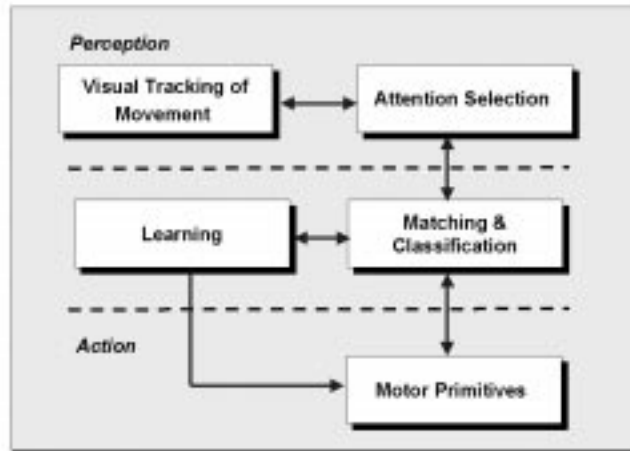 Perception
Visual Tracking of
Movement
Attention Selection
Learning
Matching &
Classification
Action
Motor Primitives